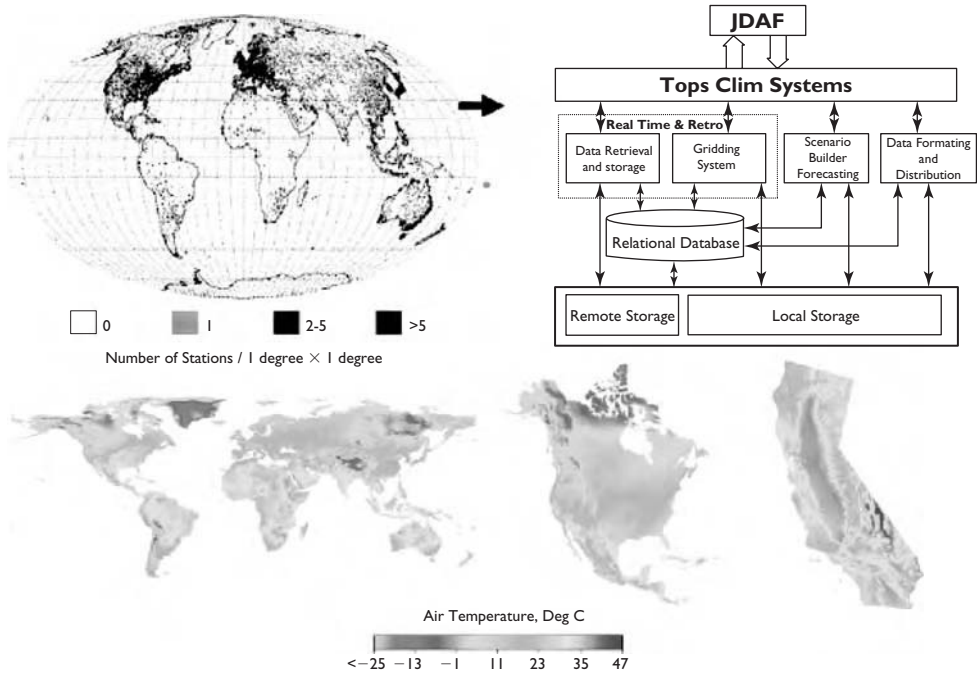 JDAF
Tops Clim Systems
Real Time & Retro
Data Retrieval
and storage
Gridding
System
Scenario
Builder
Forecasting
Data Formating
and
Distribution
Relational Database
Remote Storage
Local Storage
0
1
2-5
>5
Number of Stations / 1 degree × 1 degree
Air Temperature, Deg C
<−25 −13 −1 11 23 35 47